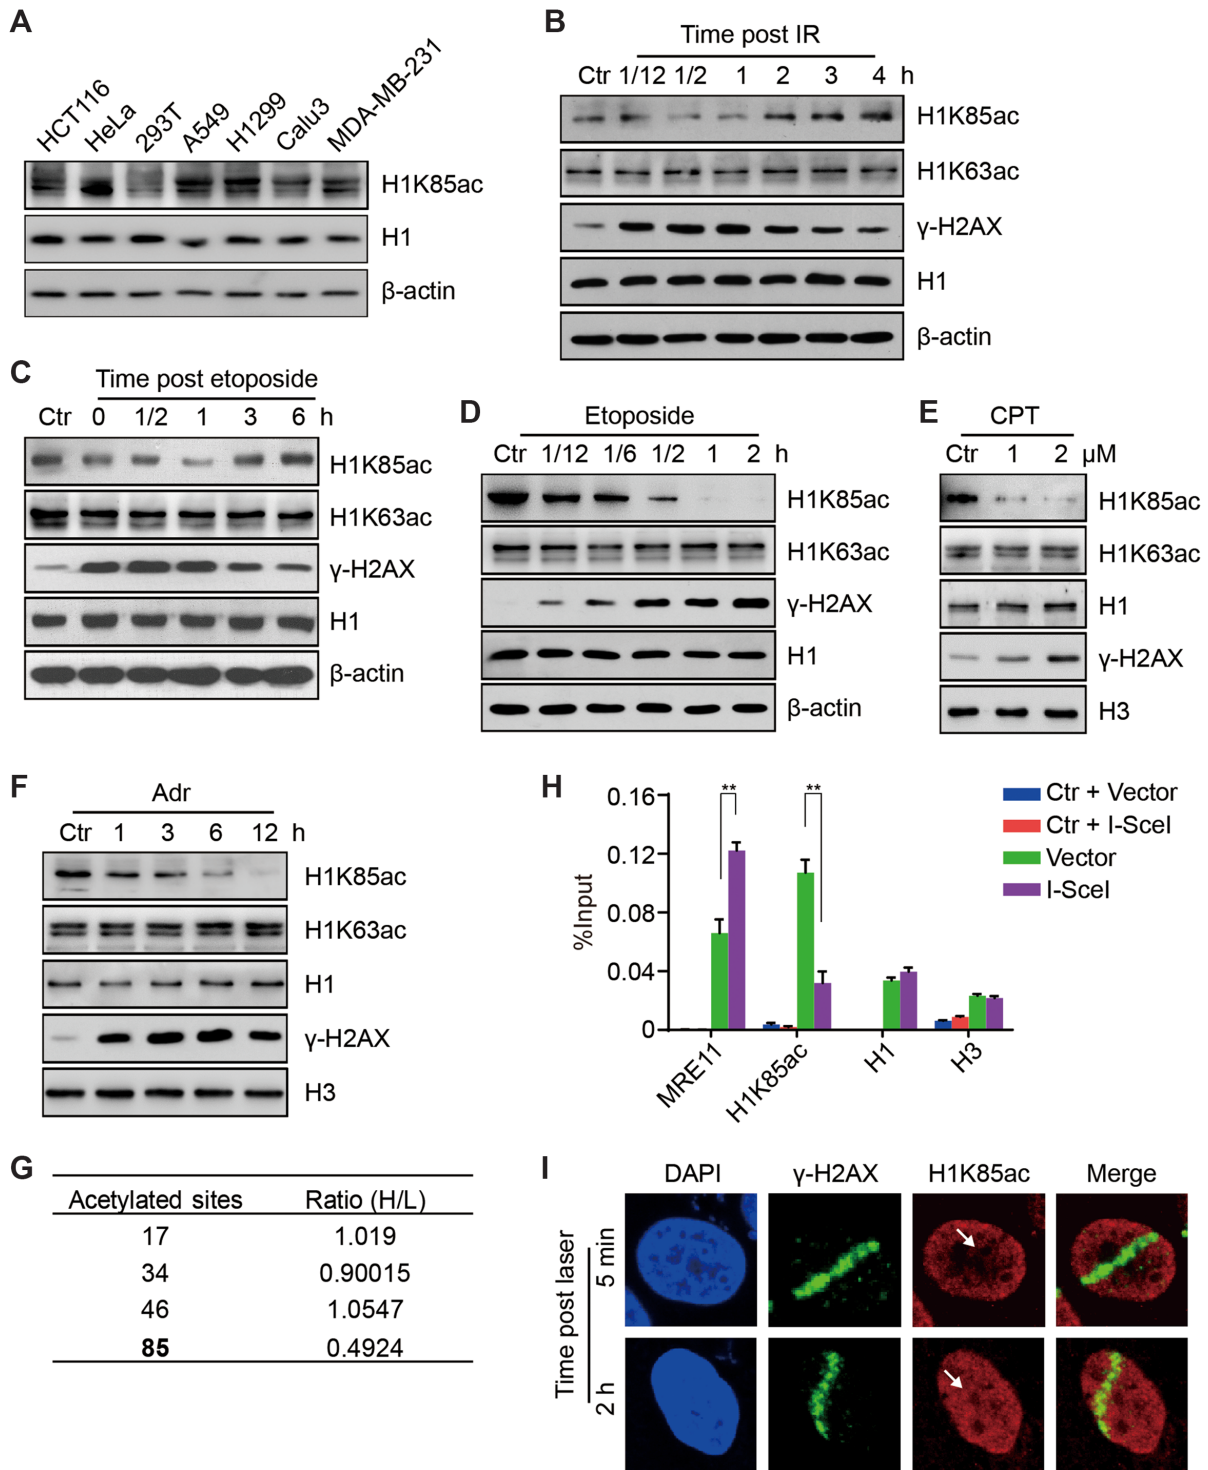 A
HCT116 HeLa 293T A549 H1299 Calu3 MDA-MB-231
H1K85ac
H1
β-actin
B
Time post IR
Ctr 1/12 1/2 1 2 3 4 h
H1K85ac
H1K63ac
γ-H2AX
H1
β-actin
C
Time post etoposide
Ctr 0 1/2 1 3 6 h
H1K85ac
H1K63ac
γ-H2AX
H1
β-actin
D
Etoposide
Ctr 1/12 1/6 1/2 1 2 h
H1K85ac
H1K63ac
γ-H2AX
H1
β-actin
E
CPT
Ctr 1 2 μM
H1K85ac
H1K63ac
H1
γ-H2AX
H3
F
Adr
Ctr 1 3 6 12 h
H1K85ac
H1K63ac
H1
γ-H2AX
H3
H
%Input
0.16
0.12
0.08
0.04
0
** **
MRE11 H1K85ac H1 H3
Ctr + Vector
Ctr + I-SceI
Vector
I-SceI
G
Acetylated sites Ratio (H/L)
17 1.019
34 0.90015
46 1.0547
85 0.4924
I
DAPI γ-H2AX H1K85ac Merge
Time post laser
5 min
2 h